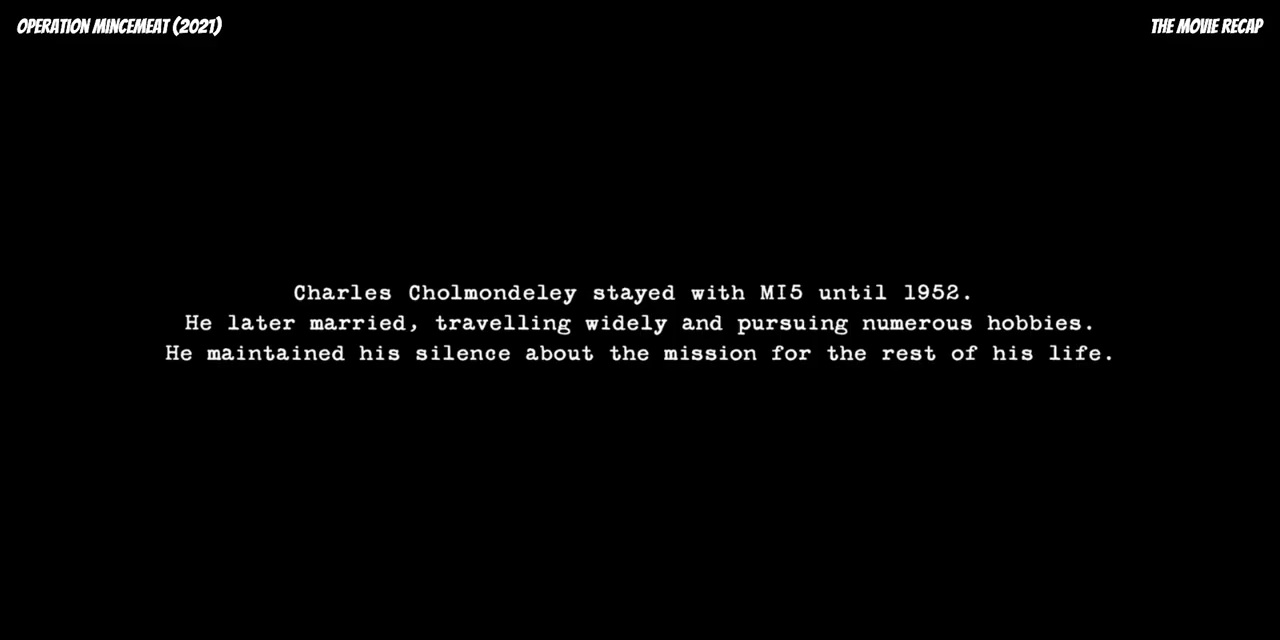 OPERATION MINCEMEAT (2021)
THE MOVIE RECAP
Charles Cholmondeley stayed with MI5 until 1952.
He later married, travelling widely and pursuing numerous hobbies.
He maintained his silence about the mission for the rest of his life.